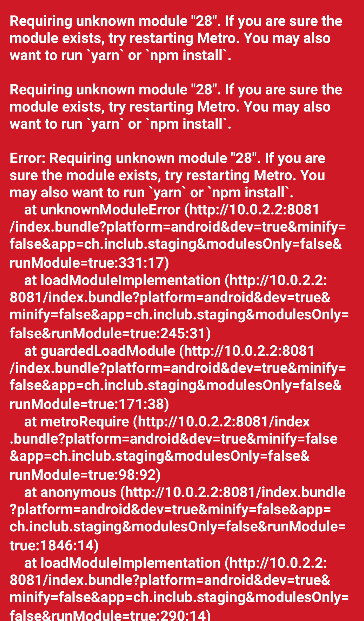 Requiring unknown module "28". If you are sure the
module exists, try restarting Metro. You may also
want to run `yarn` or `npm install`.
Requiring unknown module "28". If you are sure the
module exists, try restarting Metro. You may also
want to run `yarn` or `npm install`.
Error: Requiring unknown module "28". If you are
sure the module exists, try restarting Metro. You
may also want to run `yarn` or `npm install`.
at unknownModuleError (http://10.0.2.2:8081
/index.bundle?platform=android&dev=true&minify=
false&app=ch.inclub.staging&modulesOnly=false&
runModule=true:331:17)
at loadModuleImplementation (http://10.0.2.2:
8081/index.bundle?platform=android&dev=true&
minify=false&app=ch.inclub.staging&modulesOnly=
false&runModule=true:245:31)
at guardedLoadModule (http://10.0.2.2:8081
/index.bundle?platform=android&dev=true&minify=
false&app=ch.inclub.staging&modulesOnly=false&
runModule=true:171:38)
at metroRequire (http://10.0.2.2:8081/index
.bundle?platform=android&dev=true&minify=false
&app=ch.inclub.staging&modulesOnly=false&
runModule=true:98:92)
at anonymous (http://10.0.2.2:8081/index.bundle
?platform=android&dev=true&minify=false&app=
ch.inclub.staging&modulesOnly=false&runModule=
true:1846:14)
at loadModuleImplementation (http://10.0.2.2:
8081/index.bundle?platform=android&dev=true&
minify=false&app=ch.inclub.staging&modulesOnly=
false&runModule=true:290:14)